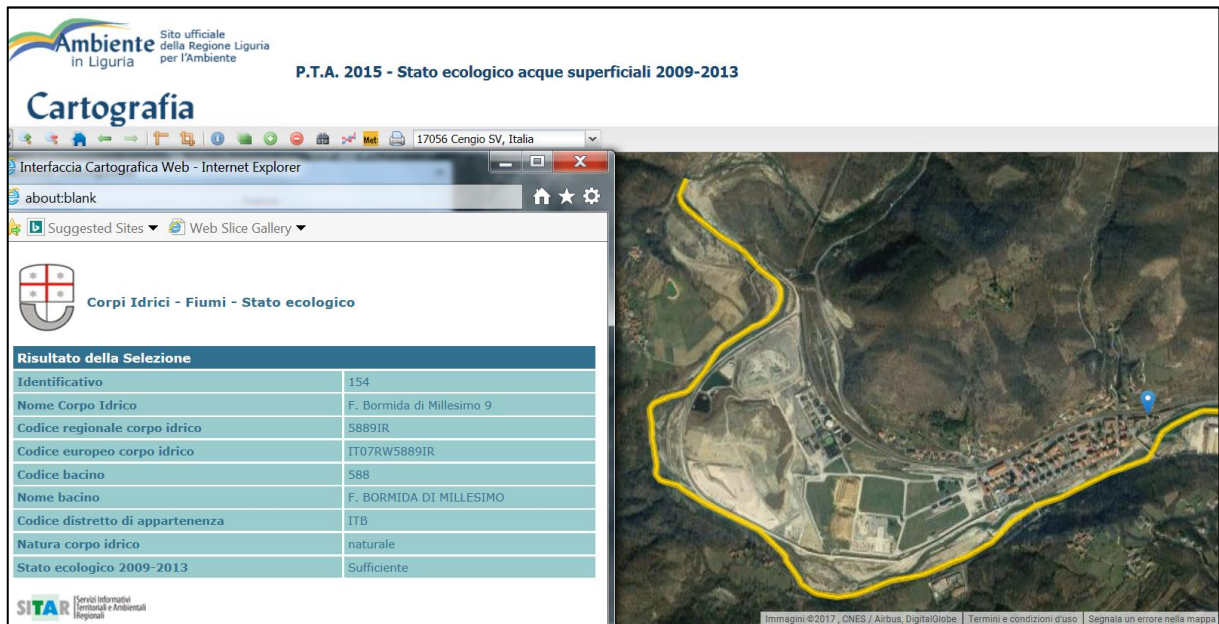 Ambiente
in Liguria
Sito ufficiale
della Regione Liguria
per l'Ambiente
P.T.A. 2015 - Stato ecologico acque superficiali 2009-2013
Cartografia
Met
17056 Cengio SV, Italia
Interfaccia Cartografica Web - Internet Explorer
about:blank
Suggested Sites
Web Slice Gallery
Corpi Idrici - Fiumi - Stato ecologico
Risultato della Selezione
Identificativo 154
Nome Corpo Idrico F. Bormida di Millesimo 9
Codice regionale corpo idrico 5889IR
Codice europeo corpo idrico IT07RW5889IR
Codice bacino 588
Nome bacino F. BORMIDA DI MILLESIMO
Codice distretto di appartenenza ITB
Natura corpo idrico naturale
Stato ecologico 2009-2013 Sufficiente
SITAR
Servizi Informativi
Territoriali e Ambientali
Regionali
Immagini ©2017 , CNES / Airbus, DigitalGlobe Termini e condizioni d'uso Segnala un errore nella mappa